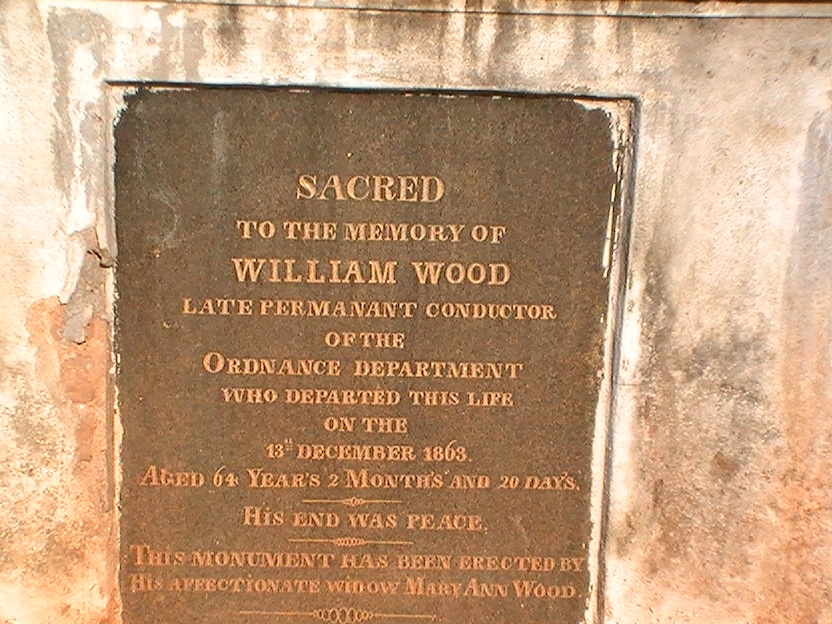 SACRED
TO THE MEMORY OF
WILLIAM WOOD
LATE PERMANANT CONDUCTOR
OF THE
ORDNANCE DEPARTMENT
WHO DEPARTED THIS LIFE
ON THE
13TH DECEMBER 1863.
AGED 64 YEAR'S 2 MONTH'S AND 20 DAY'S.
HIS END WAS PEACE.
THIS MONUMENT HAS BEEN ERECTED BY
HIS AFFECTIONATE WIDOW MARY ANN WOOD.